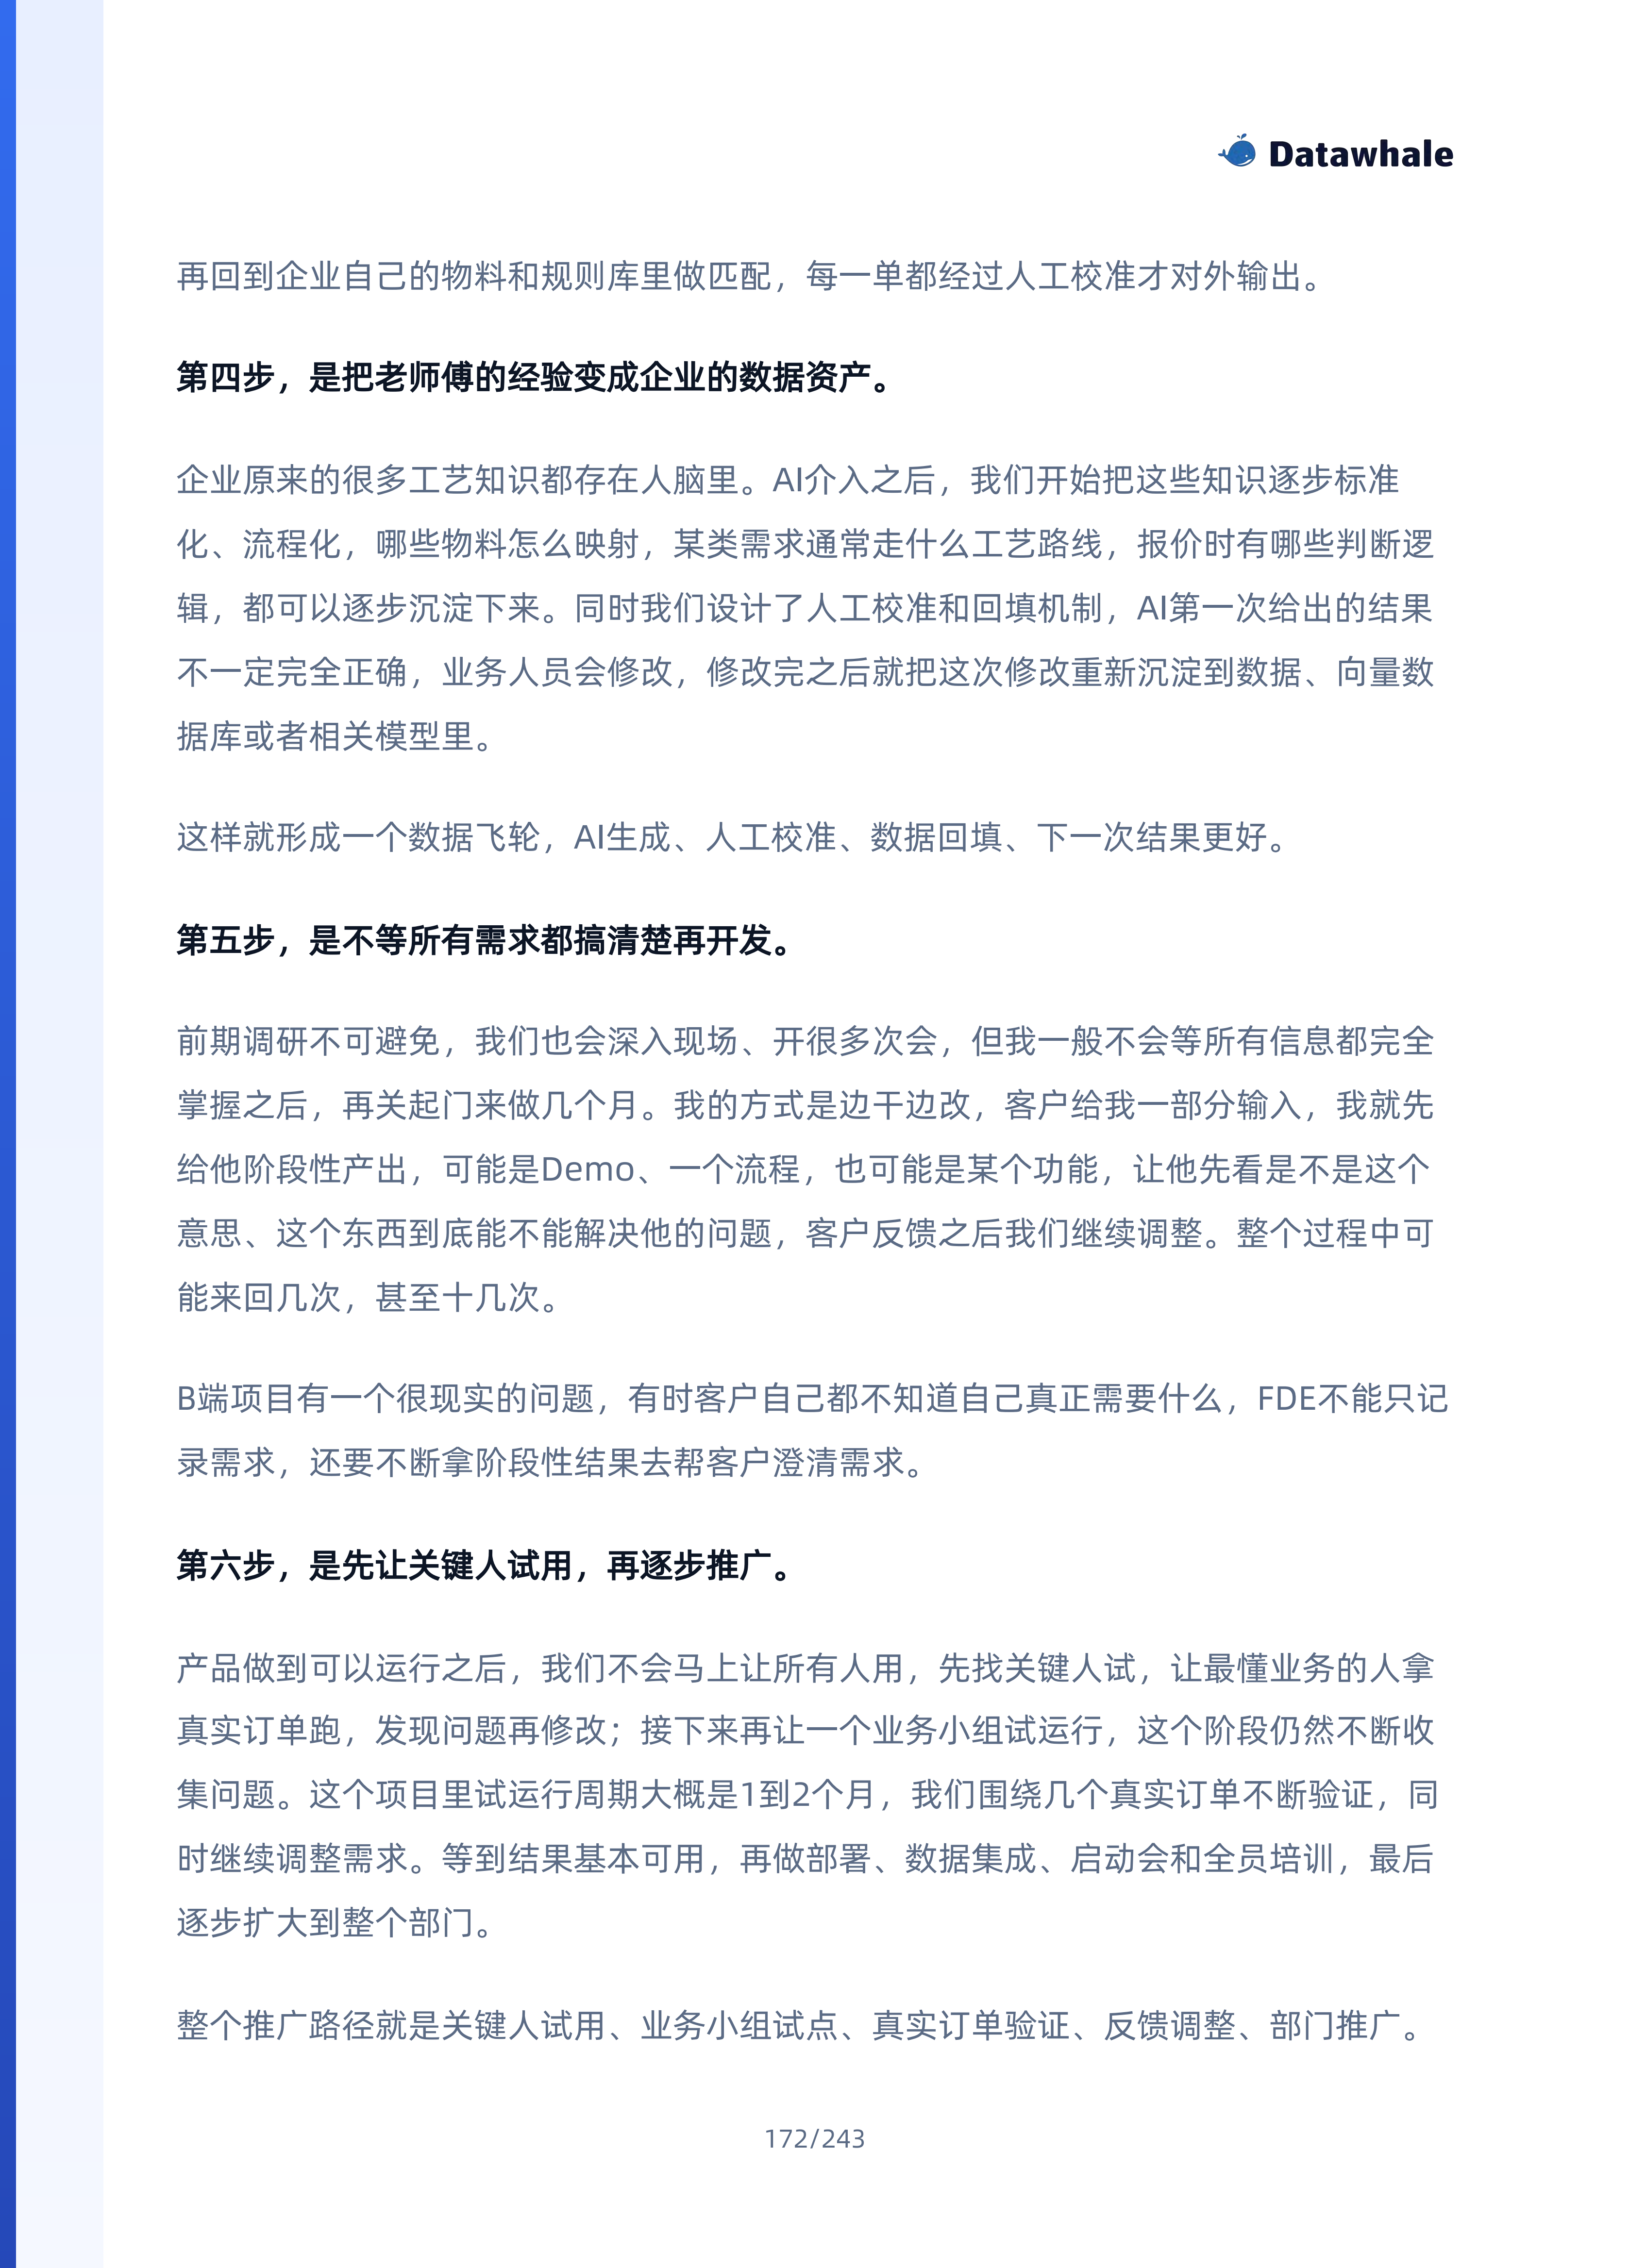 Datawhale
再回到企业自己的物料和规则库里做匹配，每一单都经过人工校准才对外输出。
第四步，是把老师傅的经验变成企业的数据资产。
企业原来的很多工艺知识都存在人脑里。AI介入之后，我们开始把这些知识逐步标准
化、流程化，哪些物料怎么映射，某类需求通常走什么工艺路线，报价时有哪些判断逻
辑，都可以逐步沉淀下来。同时我们设计了人工校准和回填机制，AI第一次给出的结果
不一定完全正确，业务人员会修改，修改完之后就把这次修改重新沉淀到数据、向量数
据库或者相关模型里。
这样就形成一个数据飞轮，AI生成、人工校准、数据回填、下一次结果更好。
第五步，是不等所有需求都搞清楚再开发。
前期调研不可避免，我们也会深入现场、开很多次会，但我一般不会等所有信息都完全
掌握之后，再关起门来做几个月。我的方式是边干边改，客户给我一部分输入，我就先
给他阶段性产出，可能是Demo、一个流程，也可能是某个功能，让他先看是不是这个
意思、这个东西到底能不能解决他的问题，客户反馈之后我们继续调整。整个过程中可
能来回几次，甚至十几次。
B端项目有一个很现实的问题，有时客户自己都不知道自己真正需要什么，FDE不能只记
录需求，还要不断拿阶段性结果去帮客户澄清需求。
第六步，是先让关键人试用，再逐步推广。
产品做到可以运行之后，我们不会马上让所有人用，先找关键人试，让最懂业务的人拿
真实订单跑，发现问题再修改；接下来再让一个业务小组试运行，这个阶段仍然不断收
集问题。这个项目里试运行周期大概是1到2个月，我们围绕几个真实订单不断验证，同
时继续调整需求。等到结果基本可用，再做部署、数据集成、启动会和全员培训，最后
逐步扩大到整个部门。
整个推广路径就是关键人试用、业务小组试点、真实订单验证、反馈调整、部门推广。
172/243